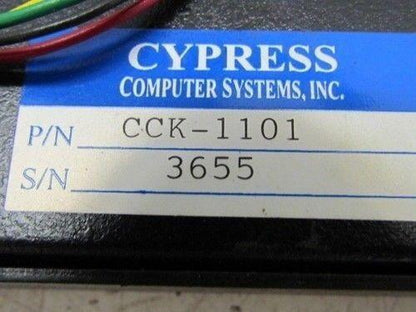 CYPRESS
COMPUTER SYSTEMS, INC.
P/N CCK-1101
S/N 3655